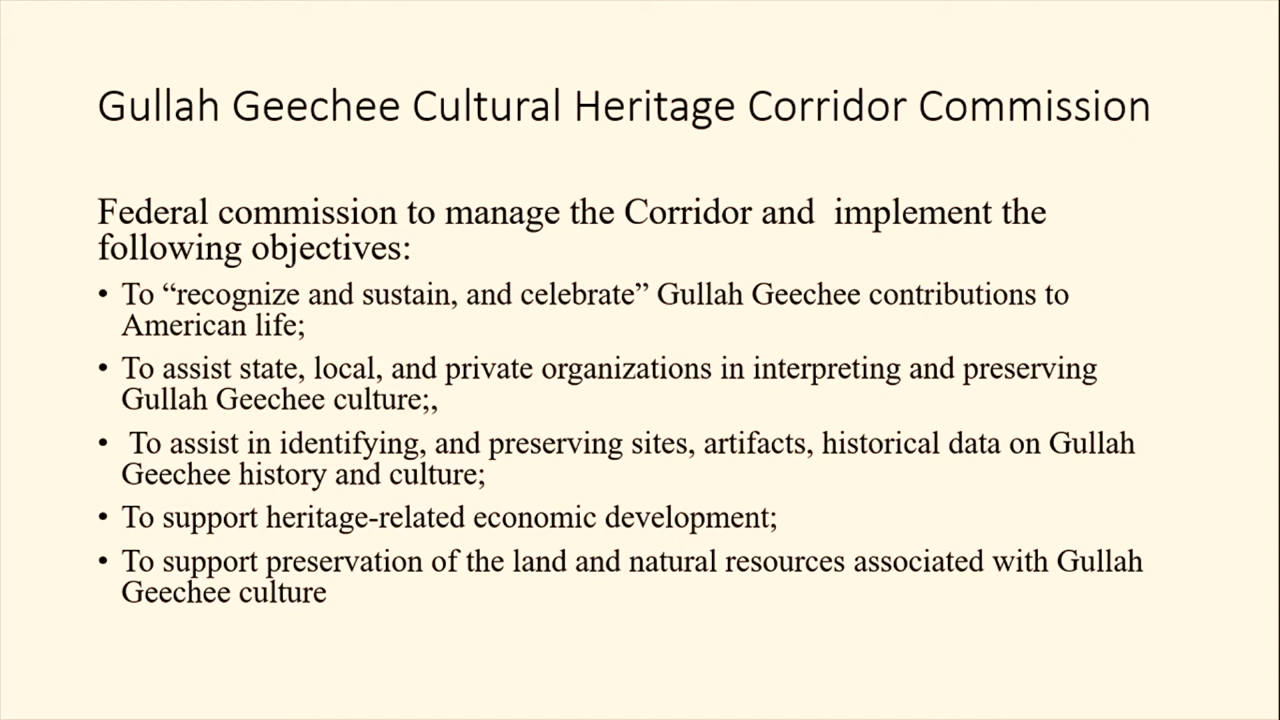 Gullah Geechee Cultural Heritage Corridor Commission
Federal commission to manage the Corridor and  implement the
following objectives:
• To “recognize and sustain, and celebrate” Gullah Geechee contributions to
American life;
• To assist state, local, and private organizations in interpreting and preserving
Gullah Geechee culture;,
•  To assist in identifying, and preserving sites, artifacts, historical data on Gullah
Geechee history and culture;
• To support heritage-related economic development;
• To support preservation of the land and natural resources associated with Gullah
Geechee culture